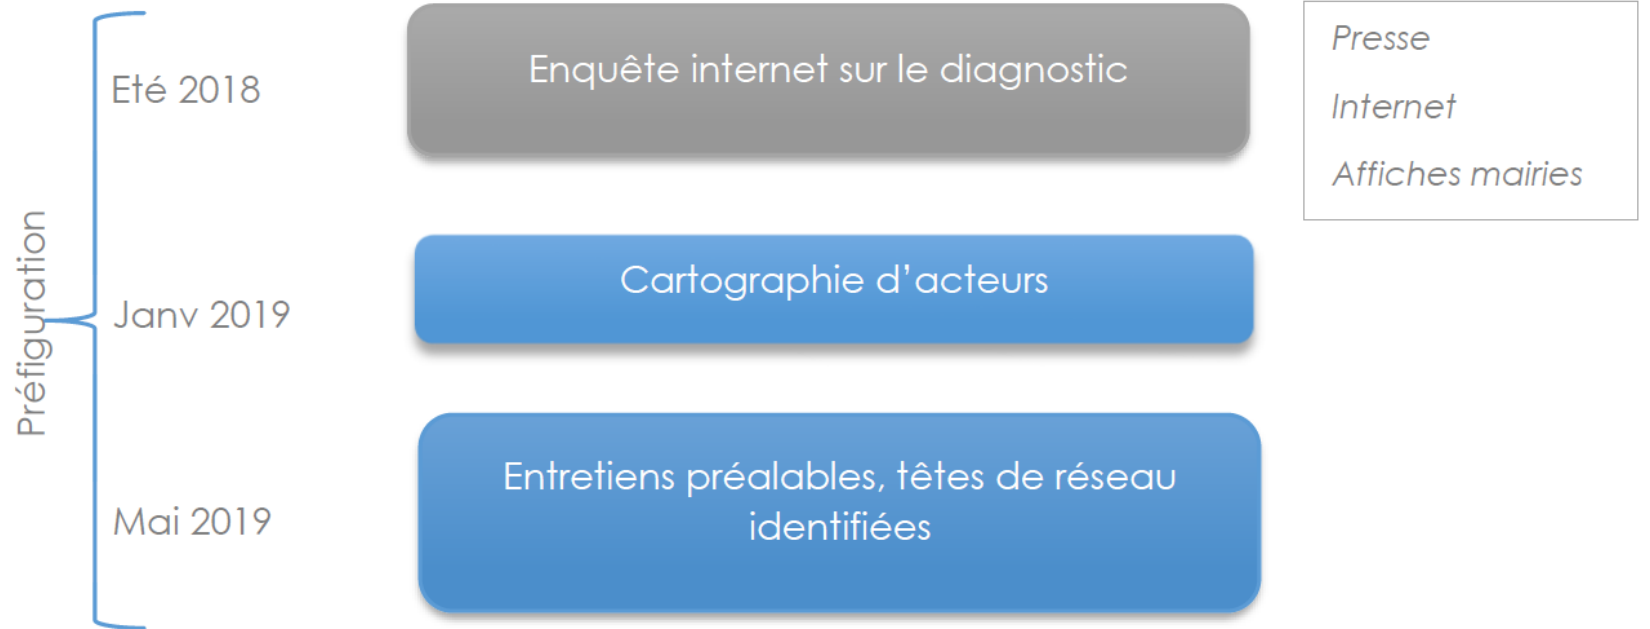 Préfiguration
Eté 2018
Enquête internet sur le diagnostic
Presse
Internet
Affiches mairies
Janv 2019
Cartographie d’acteurs
Mai 2019
Entretiens préalables, têtes de réseau
identifiées